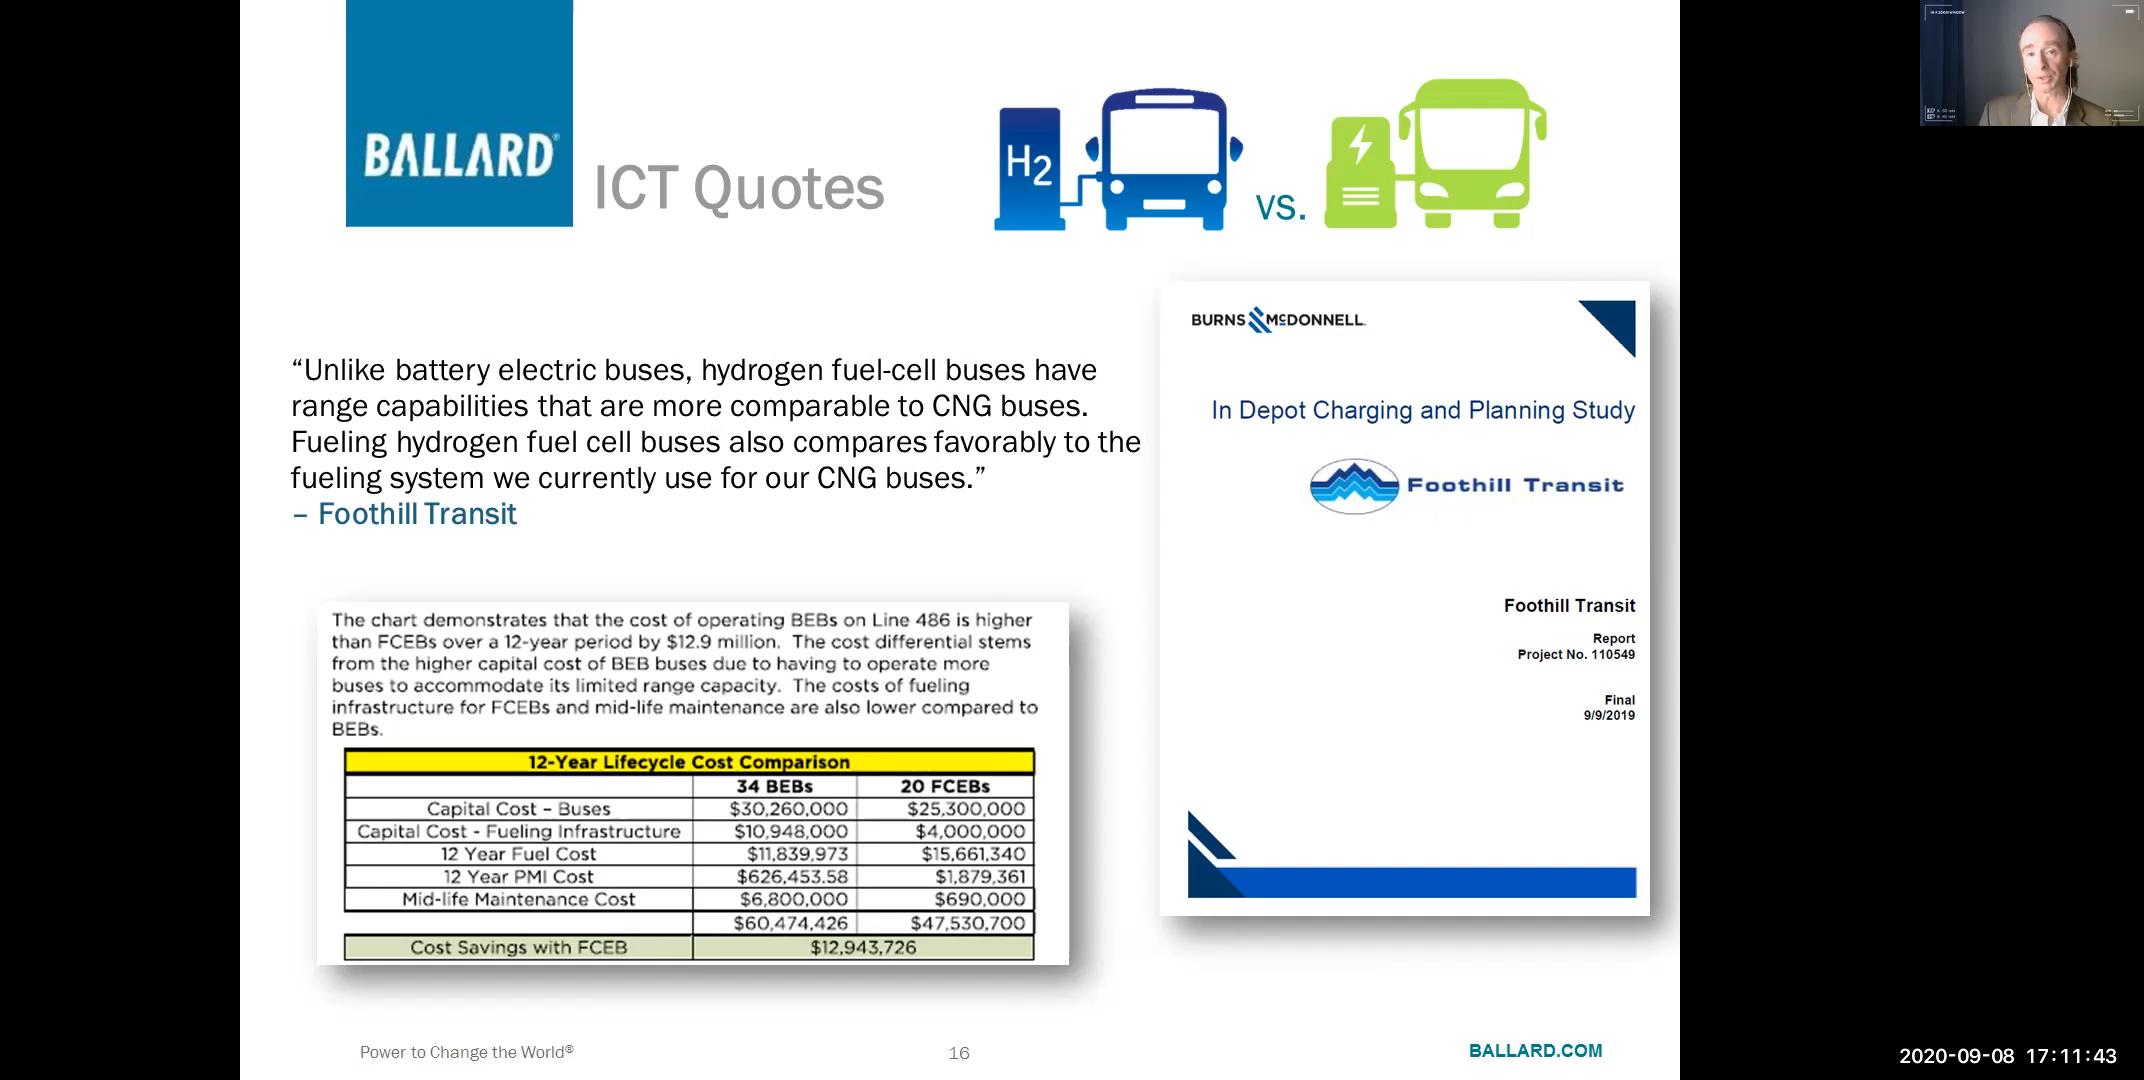 BALLARD®
ICT Quotes
H2
VS.
“Unlike battery electric buses, hydrogen fuel-cell buses have
range capabilities that are more comparable to CNG buses.
Fueling hydrogen fuel cell buses also compares favorably to the
fueling system we currently use for our CNG buses.”
– Foothill Transit
The chart demonstrates that the cost of operating BEBs on Line 486 is higher
than FCEBs over a 12-year period by $12.9 million. The cost differential stems
from the higher capital cost of BEB buses due to having to operate more
buses to accommodate its limited range capacity. The costs of fueling
infrastructure for FCEBs and mid-life maintenance are also lower compared to
BEBs.
12-Year Lifecycle Cost Comparison
34 BEBs 20 FCEBs
Capital Cost – Buses $30,260,000 $25,300,000
Capital Cost - Fueling Infrastructure $10,948,000 $4,000,000
12 Year Fuel Cost $11,839,973 $15,661,340
12 Year PMI Cost $626,453.58 $1,879,361
Mid-life Maintenance Cost $6,800,000 $690,000
$60,474,426 $47,530,700
Cost Savings with FCEB $12,943,726
BURNS McDONNELL
In Depot Charging and Planning Study
Foothill Transit
Foothill Transit
Report
Project No. 110549
Final
9/9/2019
Power to Change the World®
16
BALLARD.COM
2020-09-08 17:11:43